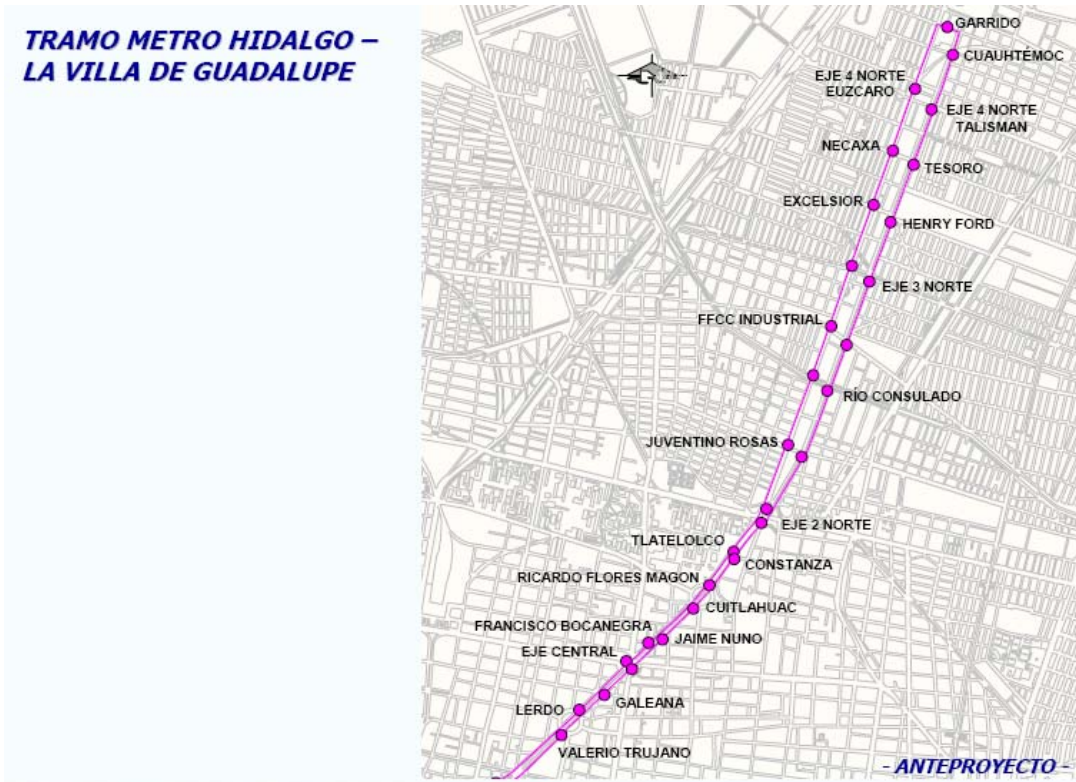 TRAMO METRO HIDALGO –
LA VILLA DE GUADALUPE
GARRIDO
CUAUHTÉMOC
EJE 4 NORTE
EUZCARO
EJE 4 NORTE
TALISMAN
NECAXA
TESORO
EXCELSIOR
HENRY FORD
EJE 3 NORTE
FFCC INDUSTRIAL
RÍO CONSULADO
JUVENTINO ROSAS
EJE 2 NORTE
TLATELOLCO
CONSTANZA
RICARDO FLORES MAGON
CUITLAHUAC
FRANCISCO BOCANEGRA
JAIME NUNO
EJE CENTRAL
GALEANA
LERDO
VALERIO TRUJANO
- ANTEPROYECTO -